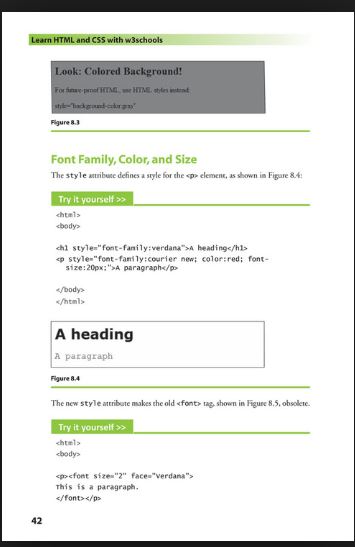 Learn HTML and CSS with w3schools
Look: Colored Background!
For future-proof HTML, use HTML styles instead:
style="background-color:gray"
Figure 8.3
Font Family, Color, and Size
The style attribute defines a style for the <p> element, as shown in Figure 8.4:
Try it yourself >>
<html>
<body>
<h1 style="font-family:verdana">A heading</h1>
<p style="font-family:courier new; color:red; font-
size:20px;">A paragraph</p>
</body>
</html>
A heading
A paragraph
Figure 8.4
The new style attribute makes the old <font> tag, shown in Figure 8.5, obsolete.
Try it yourself >>
<html>
<body>
<p><font size="2" face="Verdana">
This is a paragraph.
</font></p>
42